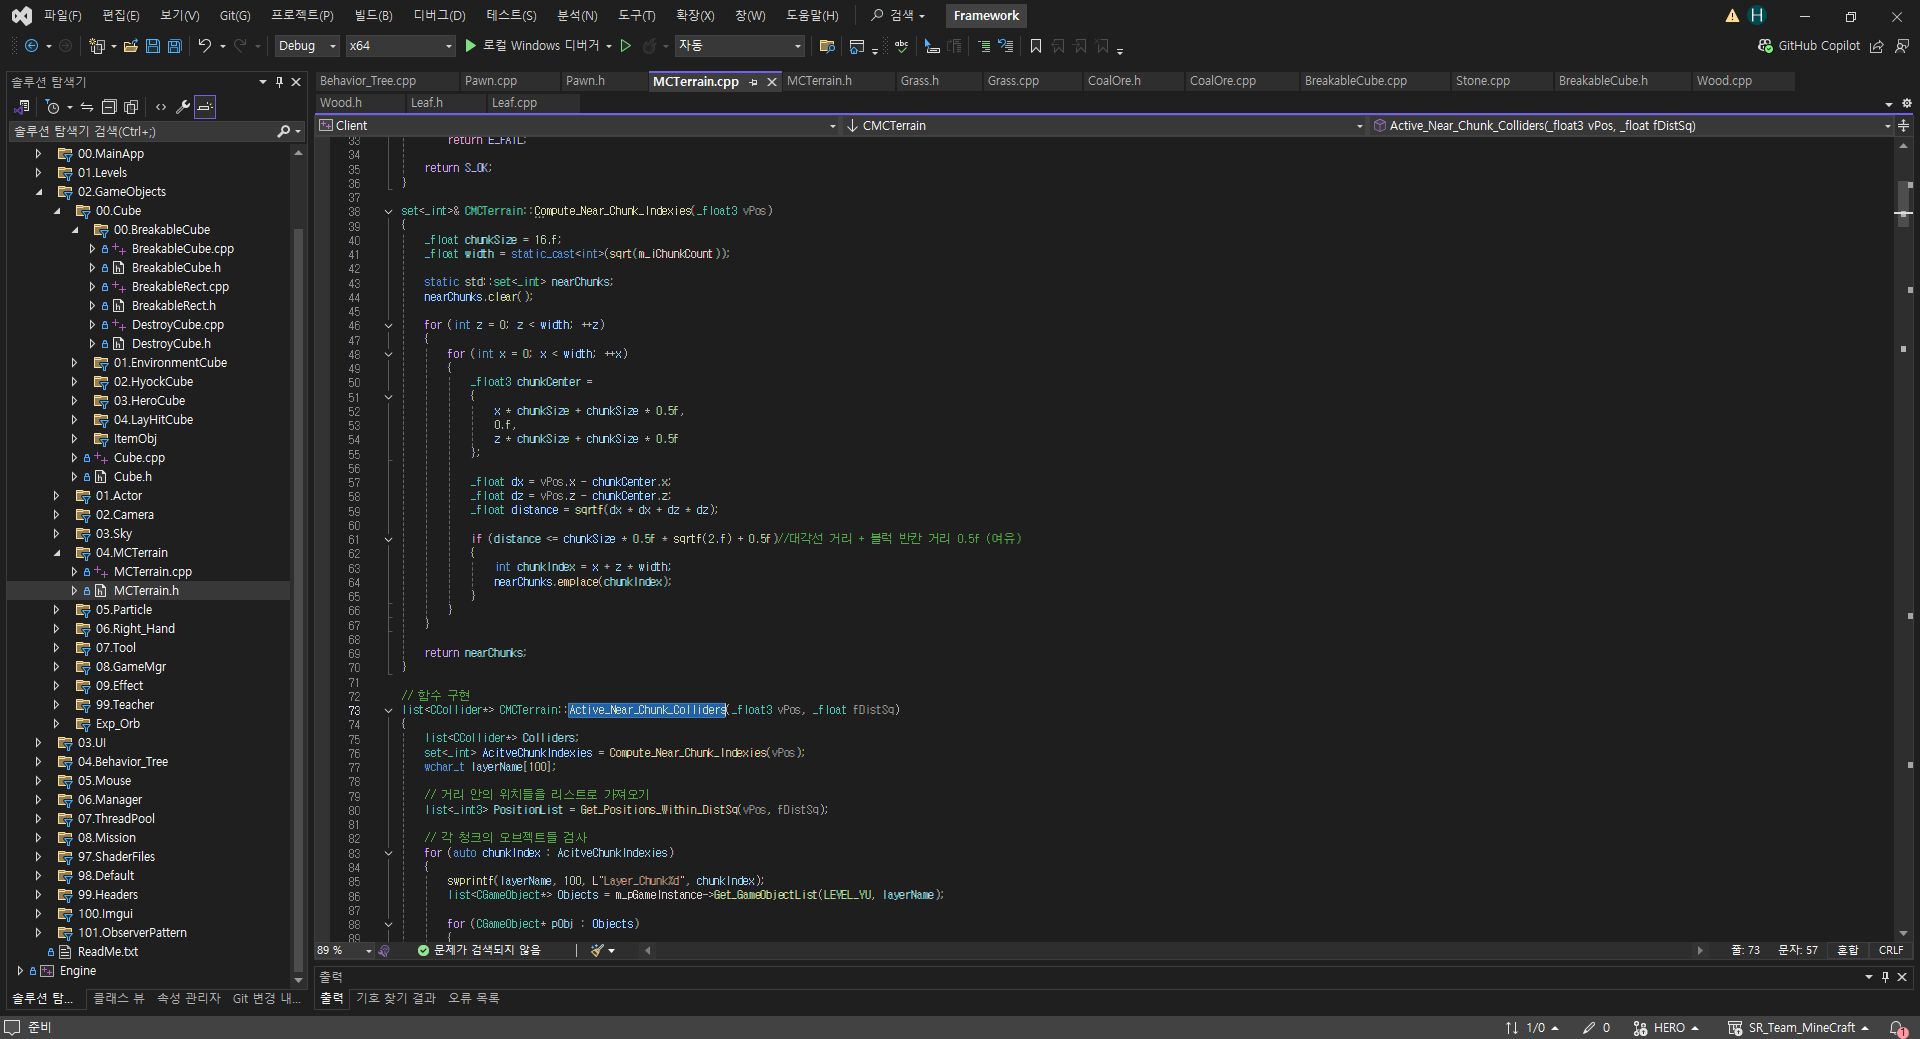 파일(F) 편집(E) 보기(V) Git(G) 프로젝트(P) 빌드(B) 디버그(D) 테스트(S) 분석(N) 도구(T) 확장(X) 창(W) 도움말(H) 검색 Framework H
Debug x64 로컬 Windows 디버거 자동 GitHub Copilot
솔루션 탐색기
솔루션 탐색기 검색(Ctrl+;)
00.MainApp
01.Levels
02.GameObjects
00.Cube
00.BreakableCube
BreakableCube.cpp
BreakableCube.h
BreakableRect.cpp
BreakableRect.h
DestroyCube.cpp
DestroyCube.h
01.EnvironmentCube
02.HyockCube
03.HeroCube
04.LayHitCube
ItemObj
Cube.cpp
Cube.h
01.Actor
02.Camera
03.Sky
04.MCTerrain
MCTerrain.cpp
MCTerrain.h
05.Particle
06.Right_Hand
07.Tool
08.GameMgr
09.Effect
99.Teacher
Exp_Orb
03.UI
04.Behavior_Tree
05.Mouse
06.Manager
07.ThreadPool
08.Mission
97.ShaderFiles
98.Default
99.Headers
100.Imgui
101.ObserverPattern
ReadMe.txt
Engine
솔루션 탐... 클래스 뷰 속성 관리자 Git 변경 내...
Behavior_Tree.cpp Pawn.cpp Pawn.h MCTerrain.cpp MCTerrain.h Grass.h Grass.cpp CoalOre.h CoalOre.cpp BreakableCube.cpp Stone.cpp BreakableCube.h Wood.cpp
Wood.h Leaf.h Leaf.cpp
Client CMCTerrain Active_Near_Chunk_Colliders(_float3 vPos, _float fDistSq)
33 return E_FAIL;
34
35 return S_OK;
36 }
37
38 set<_int>& CMCTerrain::Compute_Near_Chunk_Indexies(_float3 vPos)
39 {
40 _float chunkSize = 16.f;
41 _float width = static_cast<int>(sqrt(m_iChunkCount));
42
43 static std::set<_int> nearChunks;
44 nearChunks.clear();
45
46 for (int z = 0; z < width; ++z)
47 {
48 for (int x = 0; x < width; ++x)
49 {
50 _float3 chunkCenter =
51 {
52 x * chunkSize + chunkSize * 0.5f,
53 0.f,
54 z * chunkSize + chunkSize * 0.5f
55 };
56
57 _float dx = vPos.x - chunkCenter.x;
58 _float dz = vPos.z - chunkCenter.z;
59 _float distance = sqrtf(dx * dx + dz * dz);
60
61 if (distance <= chunkSize * 0.5f * sqrtf(2.f) + 0.5f)//대각선 거리 + 블럭 반칸 거리 0.5f (여유)
62 {
63 int chunkIndex = x + z * width;
64 nearChunks.emplace(chunkIndex);
65 }
66 }
67 }
68
69 return nearChunks;
70 }
71
72 // 함수 구현
73 list<CCollider*> CMCTerrain::Active_Near_Chunk_Colliders(_float3 vPos, _float fDistSq)
74 {
75 list<CCollider*> Colliders;
76 set<_int> AcitveChunkIndexies = Compute_Near_Chunk_Indexies(vPos);
77 wchar_t layerName[100];
78
79 // 거리 안의 위치들을 리스트로 가져오기
80 list<_int3> PositionList = Get_Positions_Within_DistSq(vPos, fDistSq);
81
82 // 각 청크의 오브젝트들 검사
83 for (auto chunkIndex : AcitveChunkIndexies)
84 {
85 swprintf(layerName, 100, L"Layer_Chunk%d", chunkIndex);
86 list<CGameObject*> Objects = m_pGameInstance->Get_GameObjectList(LEVEL_YU, layerName);
87
88 for (CGameObject* pObj : Objects)
89 {
89 % 문제가 검색되지 않음 줄: 73 문자: 57 혼합 CRLF
출력
출력 기호 찾기 결과 오류 목록
준비 1/0 0 HERO SR_Team_MineCraft 1